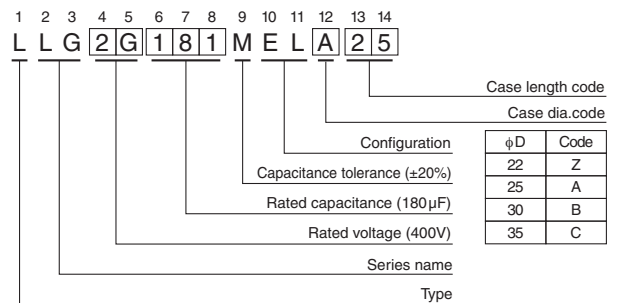 1 2 3 4 5 6 7 8 9 10 11 12 13 14
L L G 2 G 1 8 1 M E L A 2 5
Case length code
Case dia.code
Configuration
Capacitance tolerance (±20%)
Rated capacitance (180μF)
Rated voltage (400V)
Series name
Type
ϕD Code
22 Z
25 A
30 B
35 C